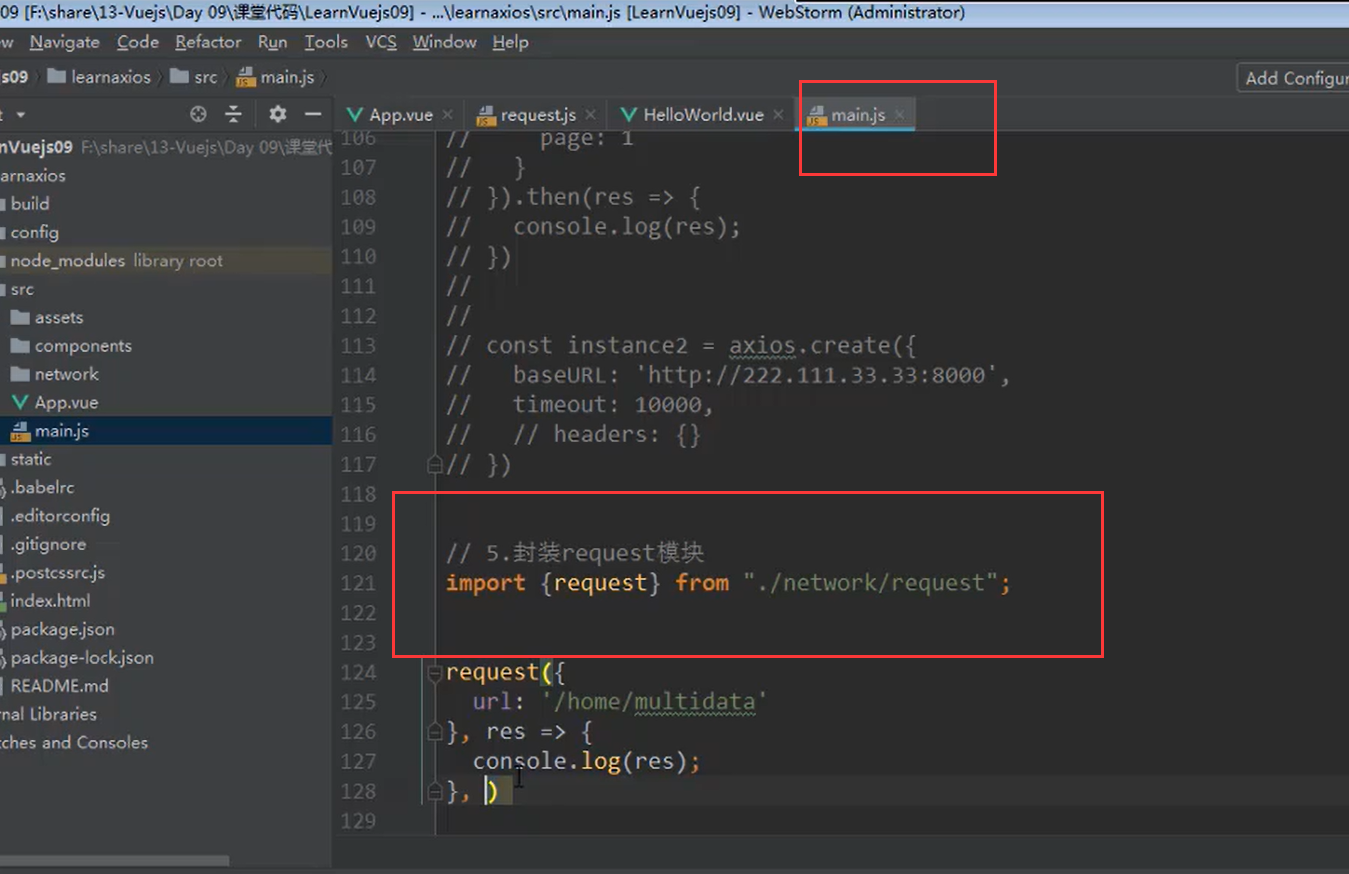 09 [F:\share\13-Vuejs\Day 09\课堂代码\LearnVuejs09] - ...\learnaxios\src\main.js [LearnVuejs09] - WebStorm (Administrator)
ew Navigate Code Refactor Run Tools VCS Window Help
js09 learnaxios src main.js Add Configur
t App.vue request.js HelloWorld.vue main.js
nVuejs09 F:\share\13-Vuejs\Day 09\课堂代
arnaxios
build
config
node_modules library root
src
assets
components
network
App.vue
main.js
static
.babelrc
.editorconfig
.gitignore
.postcssrc.js
index.html
package.json
package-lock.json
README.md
nal Libraries
tches and Consoles
106 // page: 1
107 // }
108 // }).then(res => {
109 // console.log(res);
110 // })
111 //
112 //
113 // const instance2 = axios.create({
114 // baseURL: 'http://222.111.33.33:8000',
115 // timeout: 10000,
116 // // headers: {}
117 // })
118
119
120 // 5.封装request模块
121 import {request} from "./network/request";
122
123
124 request({
125 url: '/home/multidata'
126 }, res => {
127 console.log(res);
128 }, )
129